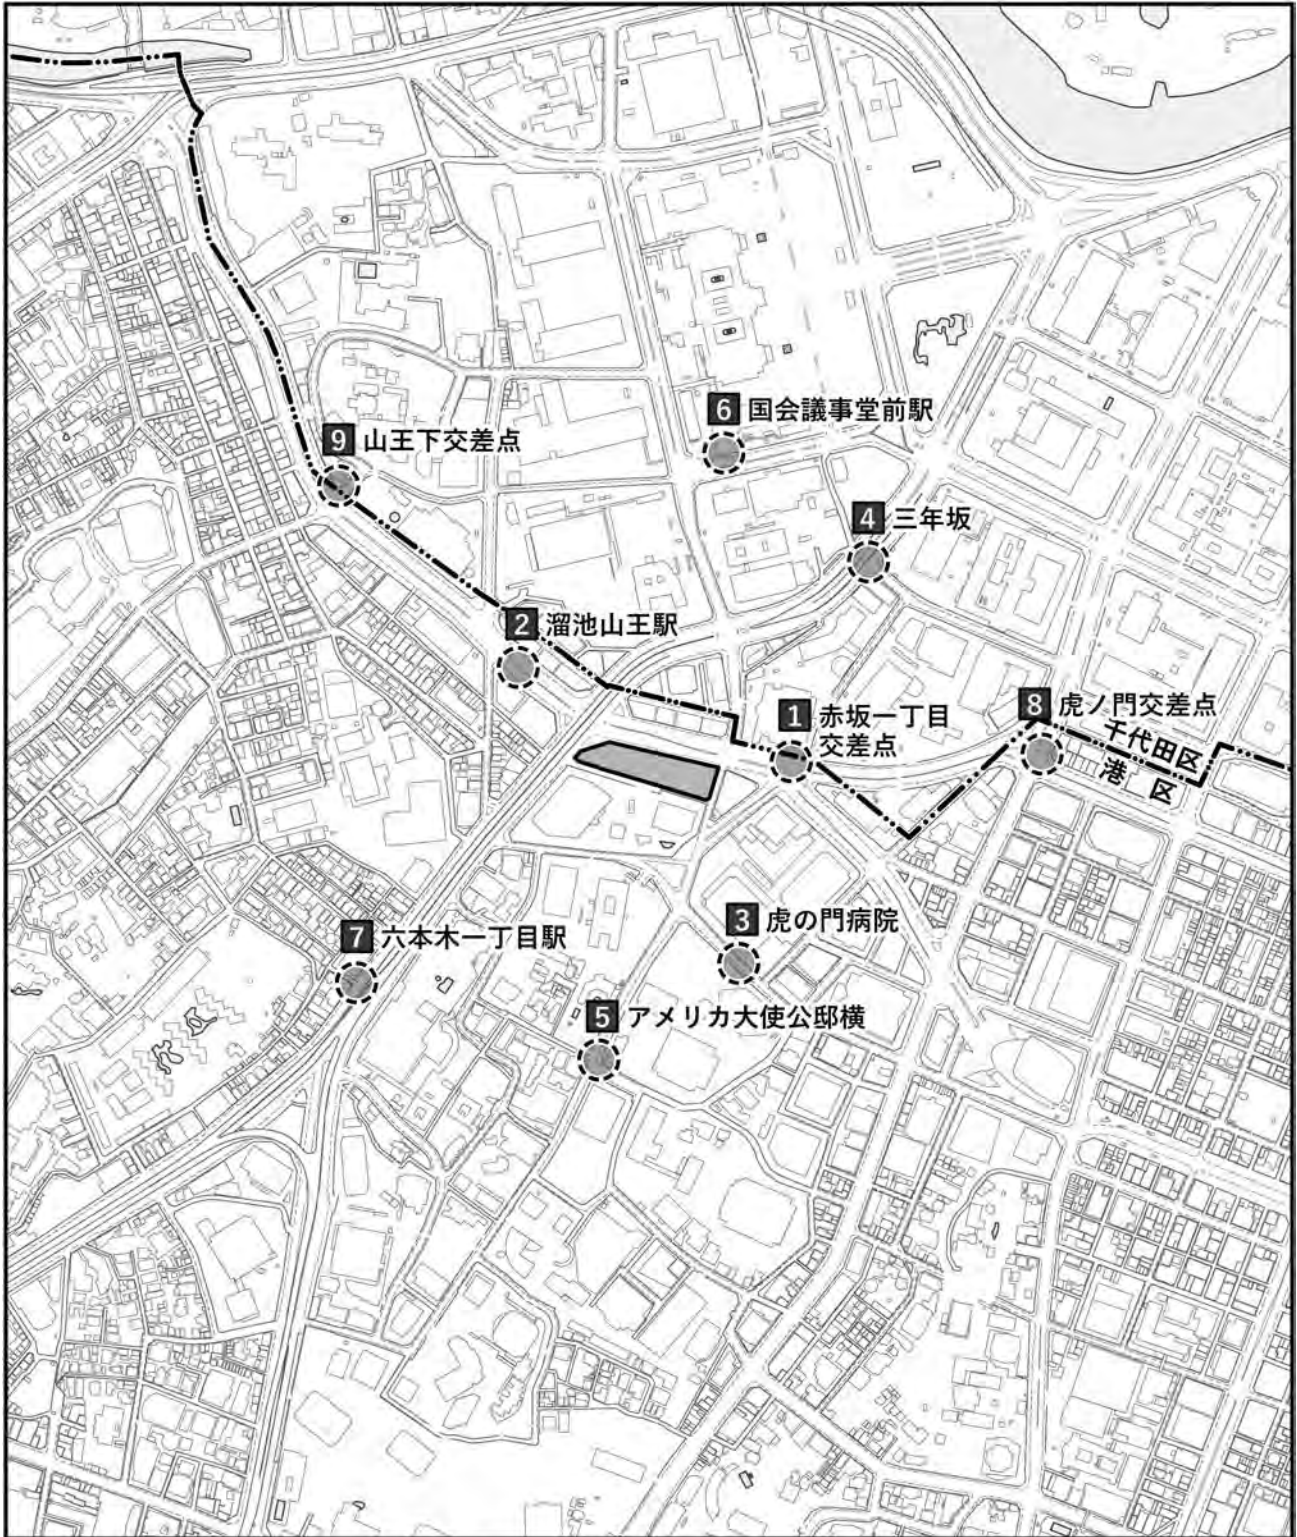 6 国会議事堂前駅
9 山王下交差点
4 三年坂
2 溜池山王駅
1 赤坂一丁目
交差点
8 虎ノ門交差点
千代田区
港 区
3 虎の門病院
7 六本木一丁目駅
5 アメリカ大使公邸横